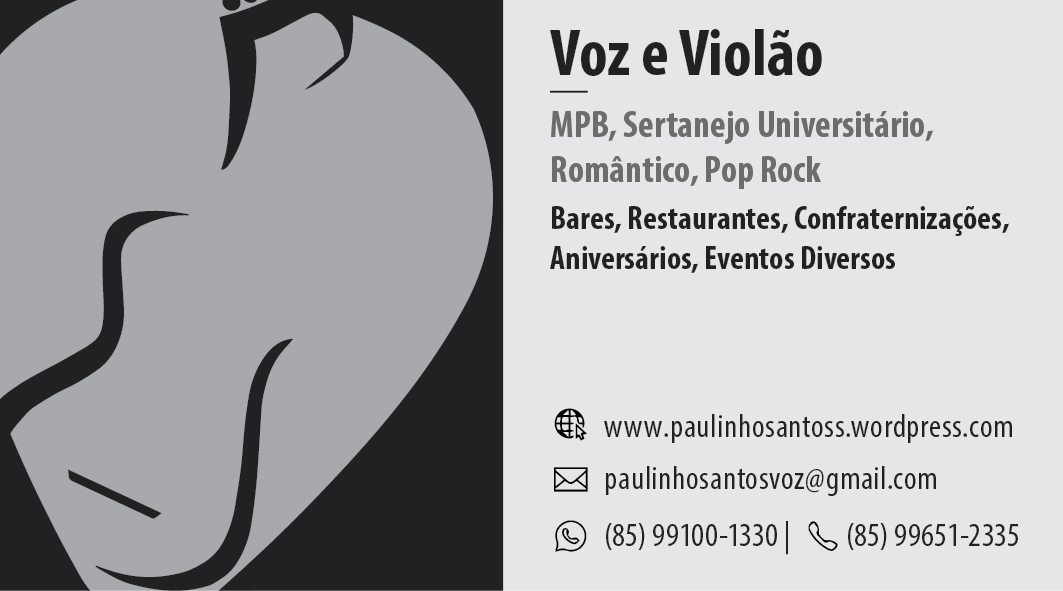 Voz e Violão
MPB, Sertanejo Universitário,
Romântico, Pop Rock
Bares, Restaurantes, Confraternizações,
Aniversários, Eventos Diversos
www.paulinhosantoss.wordpress.com
paulinhosantosvoz@gmail.com
(85) 99100-1330 | (85) 99651-2335